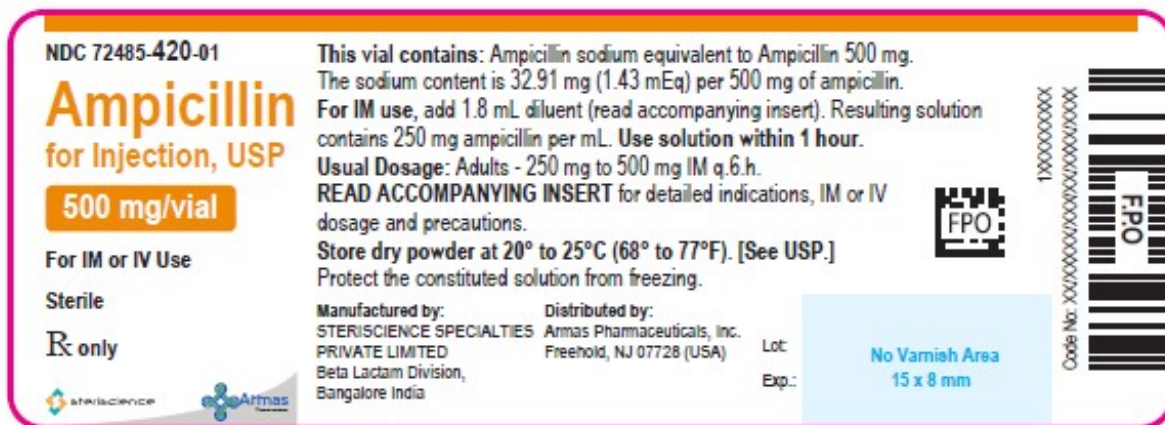 NDC 72485-420-01
Ampicillin
for Injection, USP
500 mg/vial
For IM or IV Use
Sterile
Rx only
steriscience
Armas
This vial contains: Ampicillin sodium equivalent to Ampicillin 500 mg.
The sodium content is 32.91 mg (1.43 mEq) per 500 mg of ampicillin.
For IM use, add 1.8 mL diluent (read accompanying insert). Resulting solution
contains 250 mg ampicillin per mL. Use solution within 1 hour.
Usual Dosage: Adults - 250 mg to 500 mg IM q.6.h.
READ ACCOMPANYING INSERT for detailed indications, IM or IV
dosage and precautions.
Store dry powder at 20° to 25°C (68° to 77°F). [See USP.]
Protect the constituted solution from freezing.
Manufactured by:
STERISCIENCE SPECIALTIES
PRIVATE LIMITED
Beta Lactam Division,
Bangalore India
Distributed by:
Armas Pharmaceuticals, Inc.
Freehold, NJ 07728 (USA)
Lot:
Exp.:
No Varnish Area
15 x 8 mm
FPO
Code No:
F.P.O